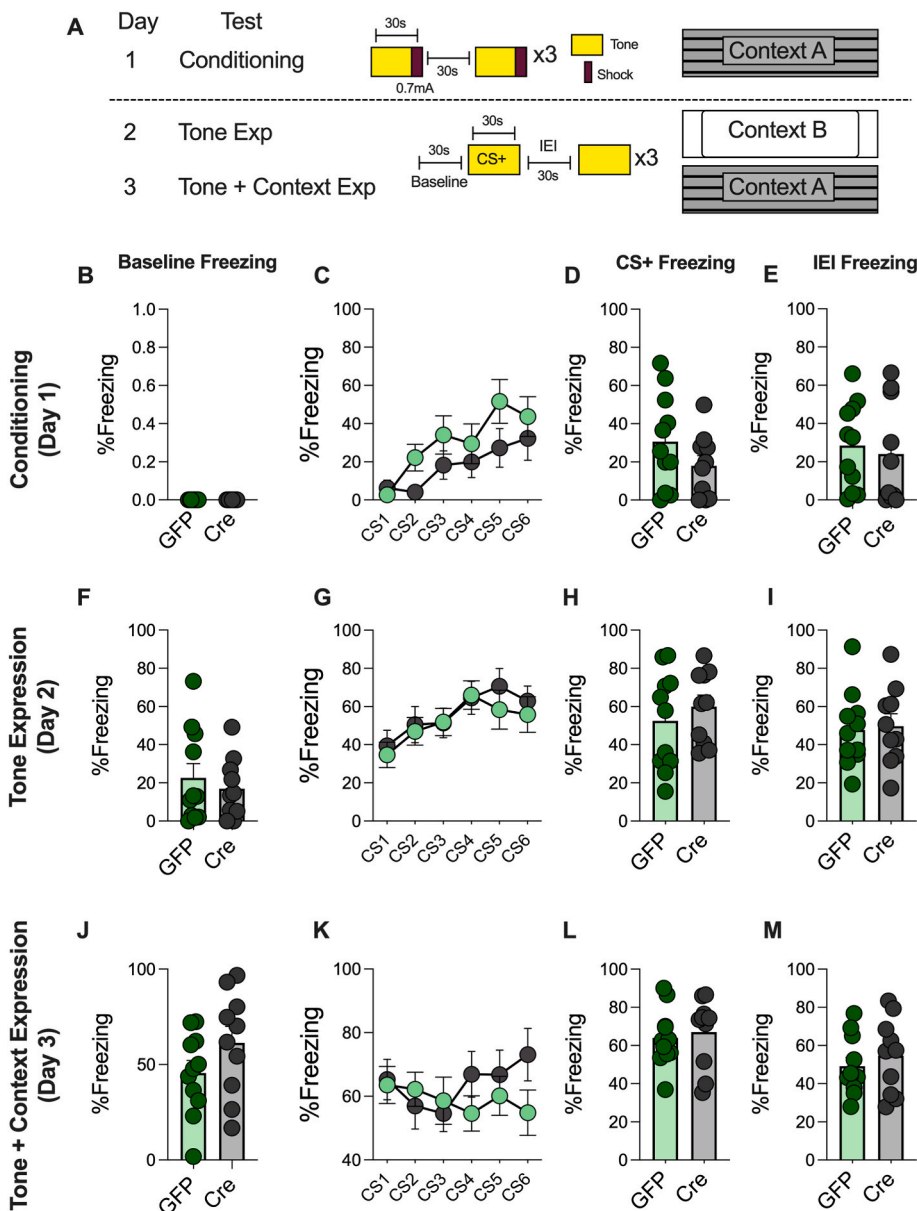 A
Day Test
1 Conditioning
30s
30s
0.7mA
x3
Tone
Shock
Context A
2 Tone Exp
3 Tone + Context Exp
30s
30s
Baseline
CS+
IEI
30s
x3
Context B
Context A
Baseline Freezing
CS+ Freezing
IEI Freezing
Conditioning
(Day 1)
B
%Freezing
1.0
0.8
0.6
0.4
0.2
0.0
GFP
Cre
C
%Freezing
100
80
60
40
20
0
CS1
CS2
CS3
CS4
CS5
CS6
D
%Freezing
100
80
60
40
20
0
GFP
Cre
E
%Freezing
100
80
60
40
20
0
GFP
Cre
Tone Expression
(Day 2)
F
%Freezing
100
80
60
40
20
0
GFP
Cre
G
%Freezing
100
80
60
40
20
0
CS1
CS2
CS3
CS4
CS5
CS6
H
%Freezing
100
80
60
40
20
0
GFP
Cre
I
%Freezing
100
80
60
40
20
0
GFP
Cre
Tone + Context Expression
(Day 3)
J
%Freezing
100
50
0
GFP
Cre
K
%Freezing
100
80
60
40
CS1
CS2
CS3
CS4
CS5
CS6
L
%Freezing
100
80
60
40
20
0
GFP
Cre
M
%Freezing
100
80
60
40
20
0
GFP
Cre